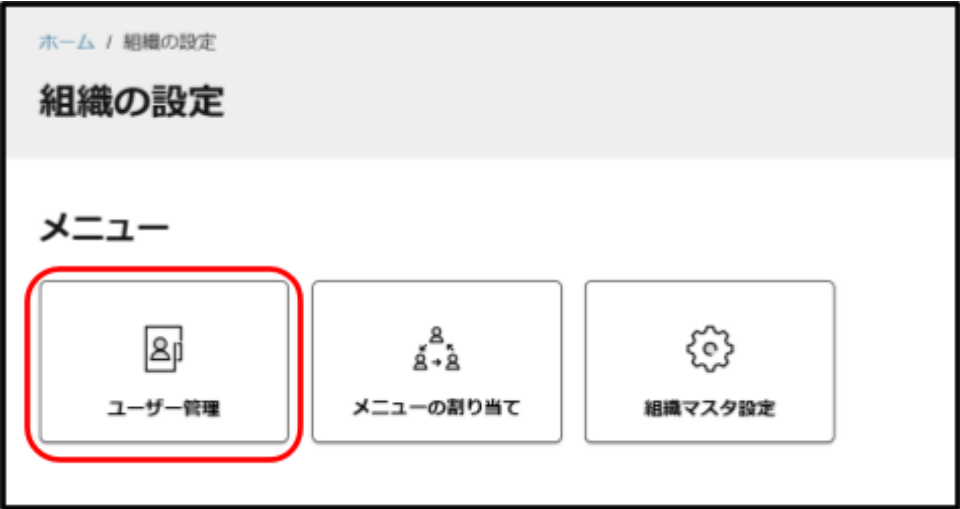 ホーム / 組織の設定
組織の設定
メニュー
ユーザー管理
メニューの割り当て
組織マスタ設定